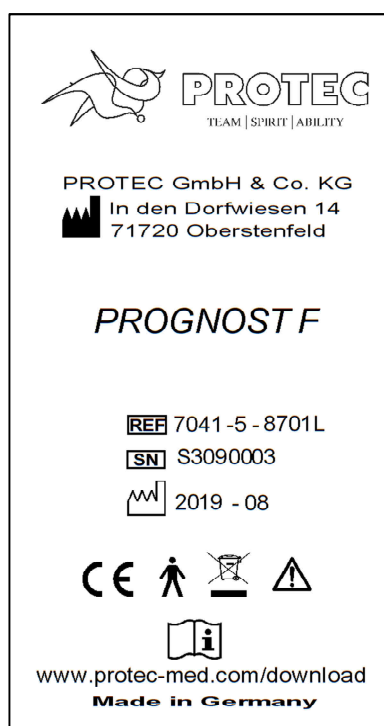 PROTEC
TEAM | SPIRIT | ABILITY
PROTEC GmbH & Co. KG
In den Dorfwiesen 14
71720 Oberstenfeld
PROGNOST F
REF 7041 -5 - 8701L
SN S3090003
2019 - 08
CE
i
www.protec-med.com/download
Made in Germany